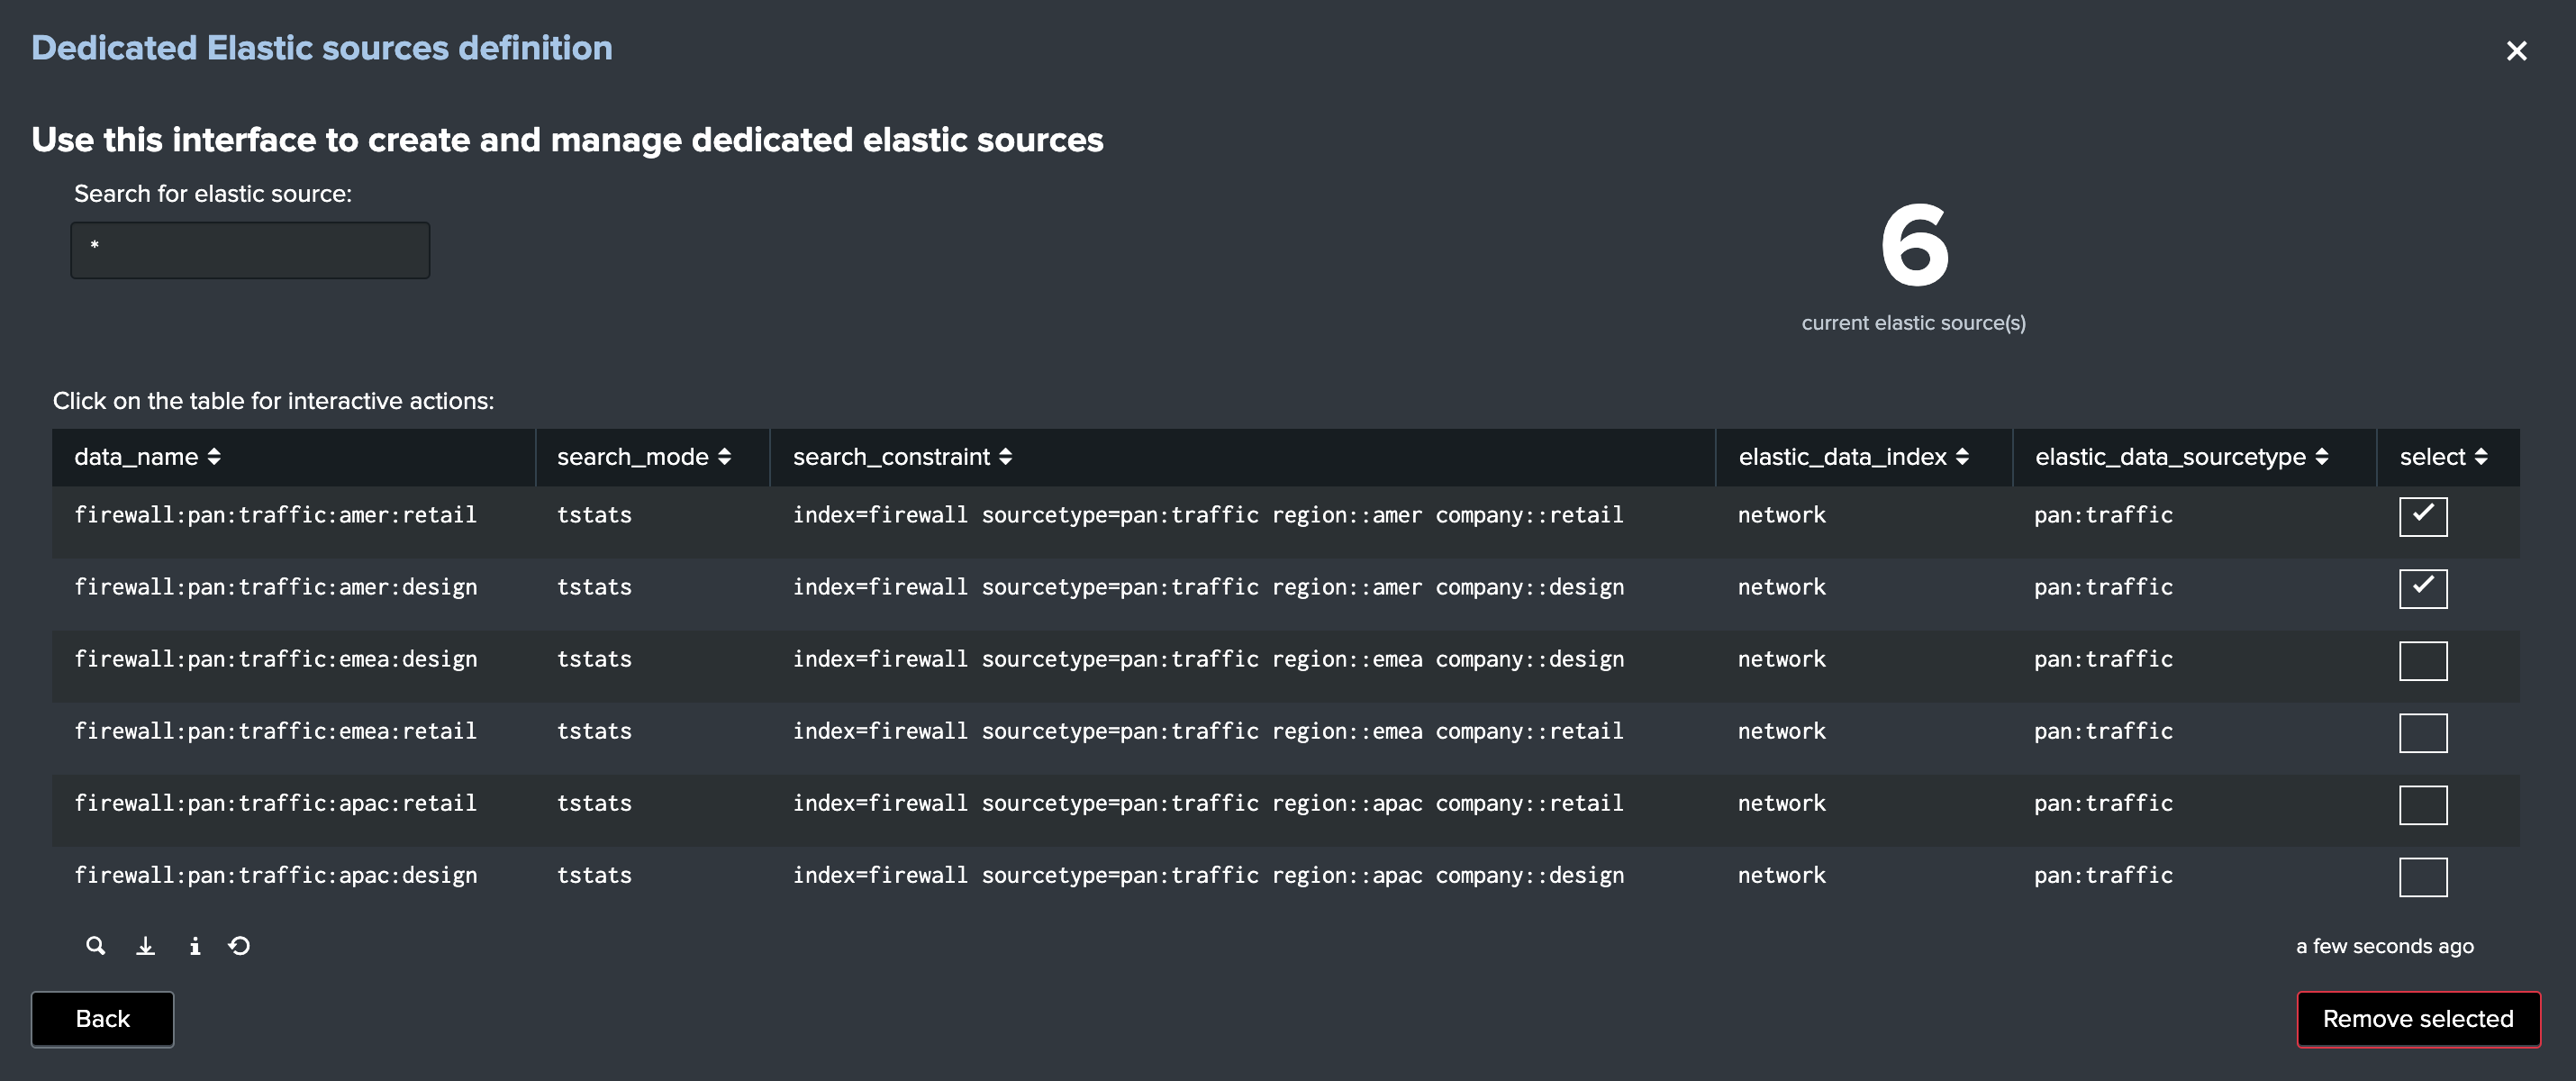 Dedicated Elastic sources definition
Use this interface to create and manage dedicated elastic sources
Search for elastic source:
*
6
current elastic source(s)
Click on the table for interactive actions:
data_name search_mode search_constraint elastic_data_index elastic_data_sourcetype select
firewall:pan:traffic:amer:retail tstats index=firewall sourcetype=pan:traffic region::amer company::retail network pan:traffic
firewall:pan:traffic:amer:design tstats index=firewall sourcetype=pan:traffic region::amer company::design network pan:traffic
firewall:pan:traffic:emea:design tstats index=firewall sourcetype=pan:traffic region::emea company::design network pan:traffic
firewall:pan:traffic:emea:retail tstats index=firewall sourcetype=pan:traffic region::emea company::retail network pan:traffic
firewall:pan:traffic:apac:retail tstats index=firewall sourcetype=pan:traffic region::apac company::retail network pan:traffic
firewall:pan:traffic:apac:design tstats index=firewall sourcetype=pan:traffic region::apac company::design network pan:traffic
a few seconds ago
Back Remove selected